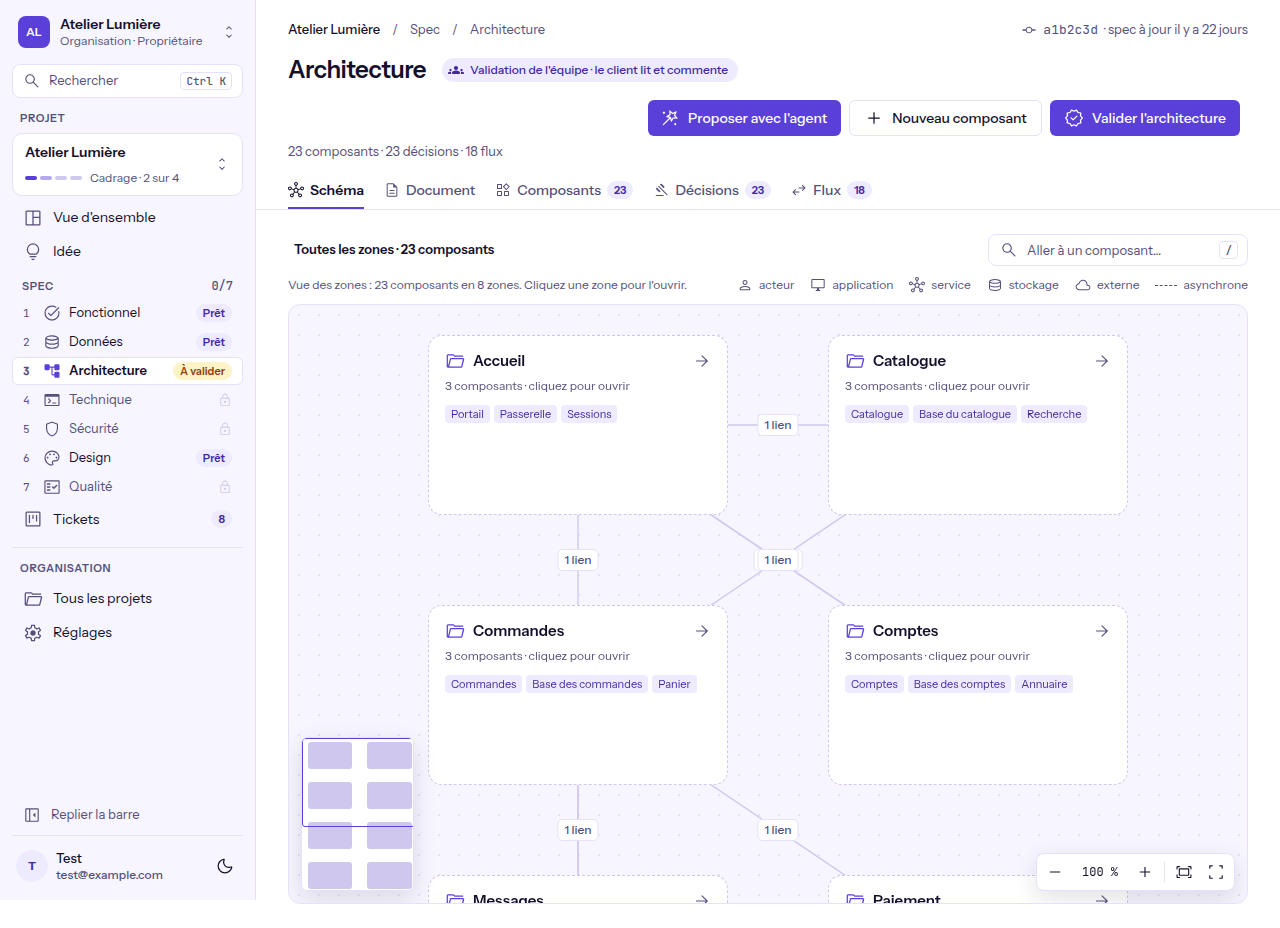 AL
Atelier Lumière
Organisation · Propriétaire
Rechercher
Ctrl K
PROJET
Atelier Lumière
Cadrage · 2 sur 4
Vue d'ensemble
Idée
SPEC
0/7
1 Fonctionnel Prêt
2 Données Prêt
3 Architecture À valider
4 Technique
5 Sécurité
6 Design Prêt
7 Qualité
Tickets 8
ORGANISATION
Tous les projets
Réglages
Replier la barre
T
Test
test@example.com
Atelier Lumière / Spec / Architecture
a1b2c3d · spec à jour il y a 22 jours
Architecture
Validation de l'équipe · le client lit et commente
Proposer avec l'agent
Nouveau composant
Valider l'architecture
23 composants · 23 décisions · 18 flux
Schéma
Document
Composants 23
Décisions 23
Flux 18
Toutes les zones · 23 composants
Aller à un composant...
/
Vue des zones : 23 composants en 8 zones. Cliquez une zone pour l'ouvrir.
acteur
application
service
stockage
externe
asynchrone
Accueil
3 composants · cliquez pour ouvrir
Portail Passerelle Sessions
1 lien
Catalogue
3 composants · cliquez pour ouvrir
Catalogue Base du catalogue Recherche
1 lien
1 lien
Commandes
3 composants · cliquez pour ouvrir
Commandes Base des commandes Panier
Comptes
3 composants · cliquez pour ouvrir
Comptes Base des comptes Annuaire
1 lien
1 lien
Messages
Paiement
100 %